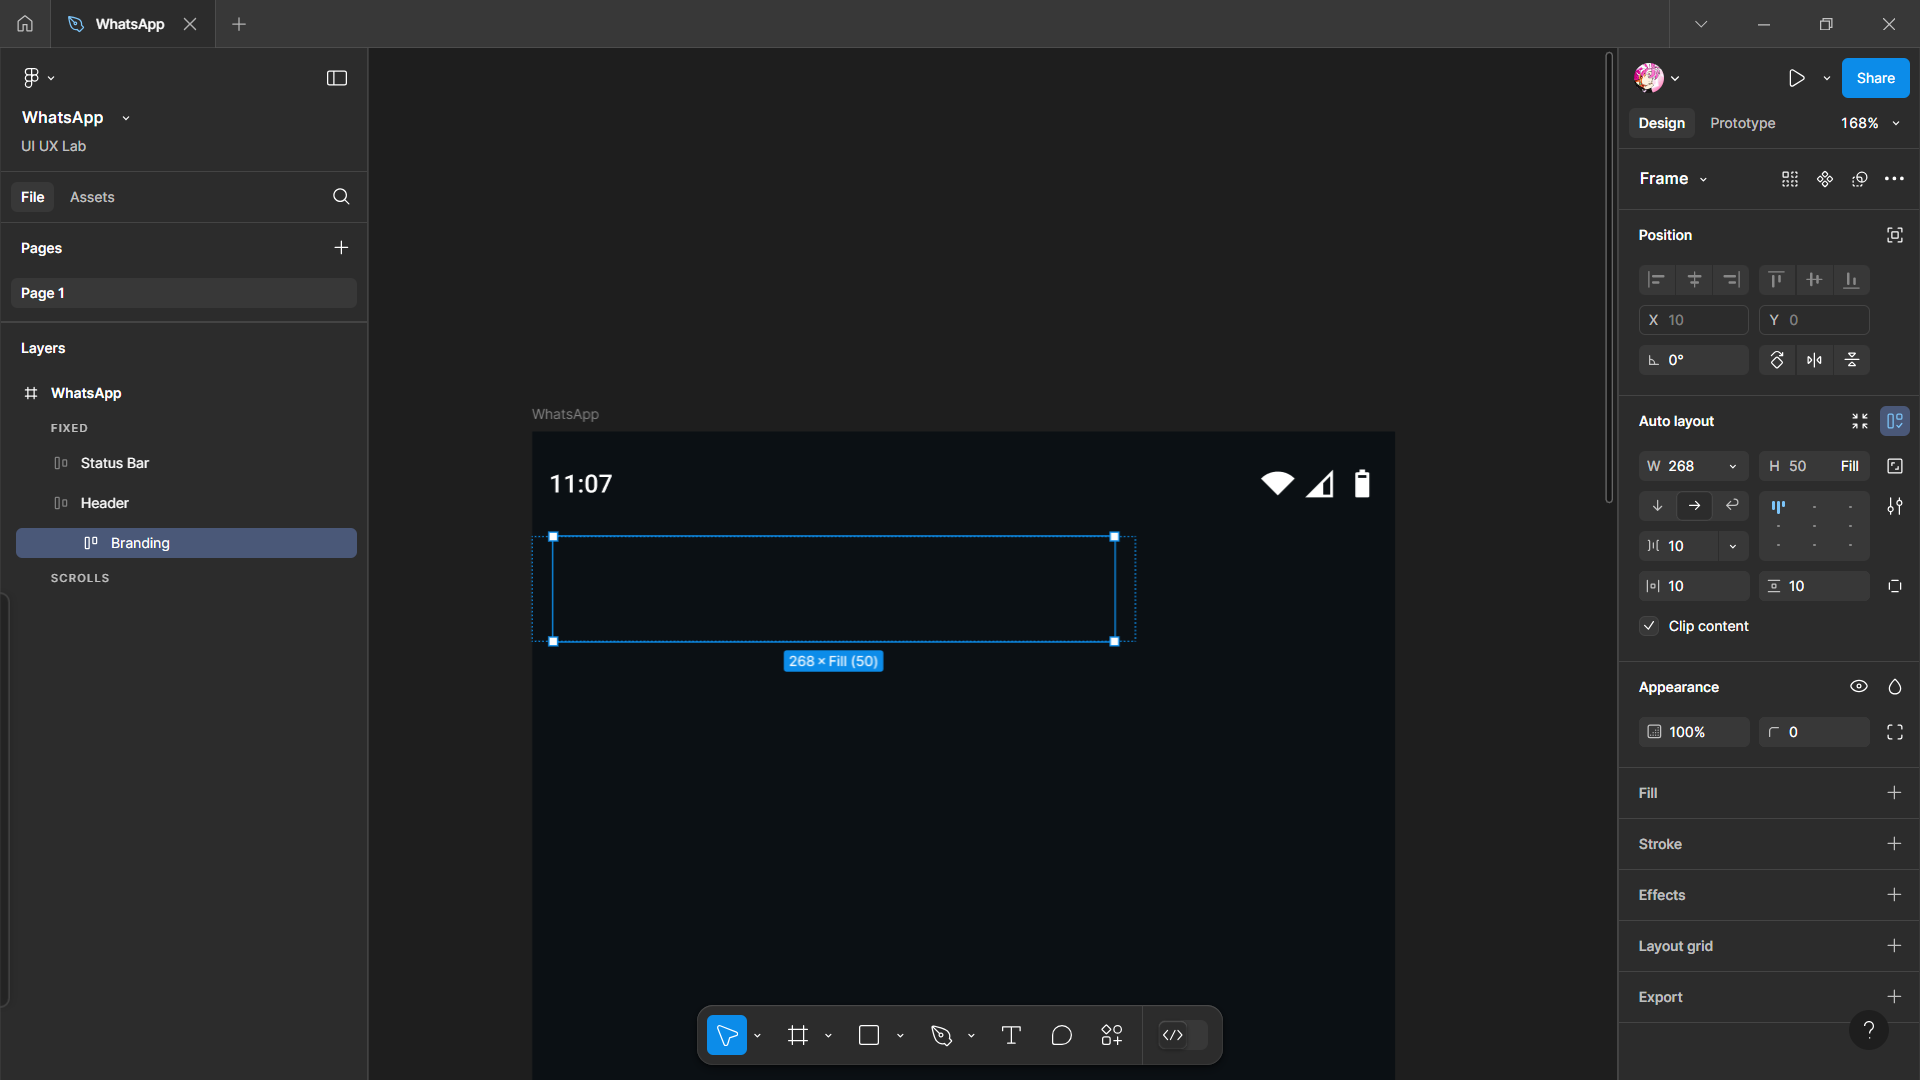 WhatsApp
WhatsApp
UI UX Lab
File
Assets
Pages
Page 1
Layers
WhatsApp
FIXED
Status Bar
Header
Branding
SCROLLS
WhatsApp
11:07
268 × Fill (50)
Share
Design
Prototype
168%
Frame
Position
X 10
Y 0
0°
Auto layout
W 268
H 50 Fill
10
10
10
Clip content
Appearance
100%
0
Fill
Stroke
Effects
Layout grid
Export
?